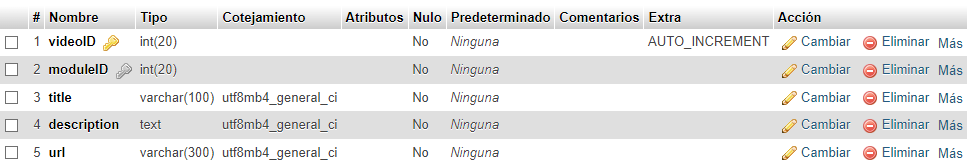 # Nombre Tipo Cotejamiento Atributos Nulo Predeterminado Comentarios Extra Acción
1 videoID int(20) No Ninguna AUTO_INCREMENT Cambiar Eliminar Más
2 moduleID int(20) No Ninguna Cambiar Eliminar Más
3 title varchar(100) utf8mb4_general_ci No Ninguna Cambiar Eliminar Más
4 description text utf8mb4_general_ci No Ninguna Cambiar Eliminar Más
5 url varchar(300) utf8mb4_general_ci No Ninguna Cambiar Eliminar Más